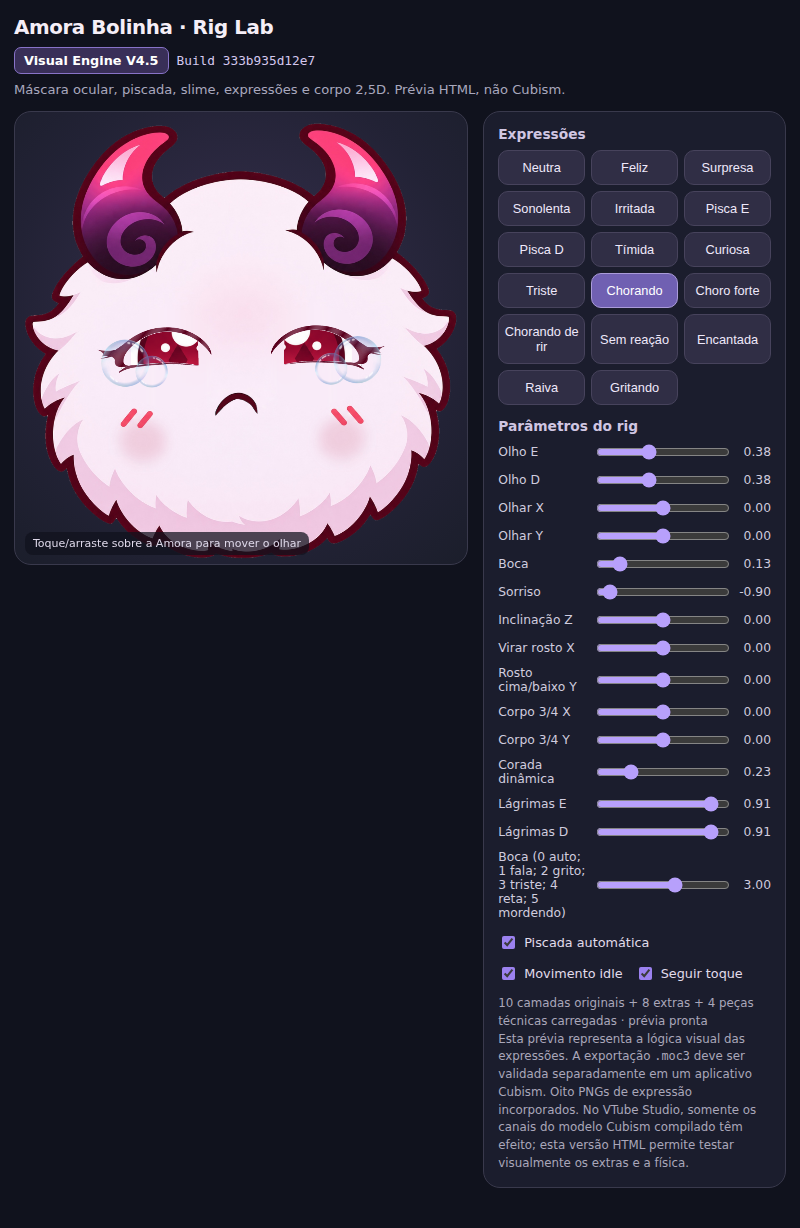 Amora Bolinha · Rig Lab
Visual Engine V4.5 Build 333b935d12e7
Máscara ocular, piscada, slime, expressões e corpo 2,5D. Prévia HTML, não Cubism.
Toque/arraste sobre a Amora para mover o olhar
Expressões
Neutra Feliz Surpresa
Sonolenta Irritada Pisca E
Pisca D Tímida Curiosa
Triste Chorando Choro forte
Chorando de
rir
Sem reação Encantada
Raiva Gritando
Parâmetros do rig
Olho E 0.38
Olho D 0.38
Olhar X 0.00
Olhar Y 0.00
Boca 0.13
Sorriso -0.90
Inclinação Z 0.00
Virar rosto X 0.00
Rosto
cima/baixo Y 0.00
Corpo 3/4 X 0.00
Corpo 3/4 Y 0.00
Corada
dinâmica 0.23
Lágrimas E 0.91
Lágrimas D 0.91
Boca (0 auto;
1 fala; 2 grito;
3 triste; 4
reta; 5
mordendo) 3.00
Piscada automática
Movimento idle Seguir toque
10 camadas originais + 8 extras + 4 peças
técnicas carregadas · prévia pronta
Esta prévia representa a lógica visual das
expressões. A exportação .moc3 deve ser
validada separadamente em um aplicativo
Cubism. Oito PNGs de expressão
incorporados. No VTube Studio, somente os
canais do modelo Cubism compilado têm
efeito; esta versão HTML permite testar
visualmente os extras e a física.